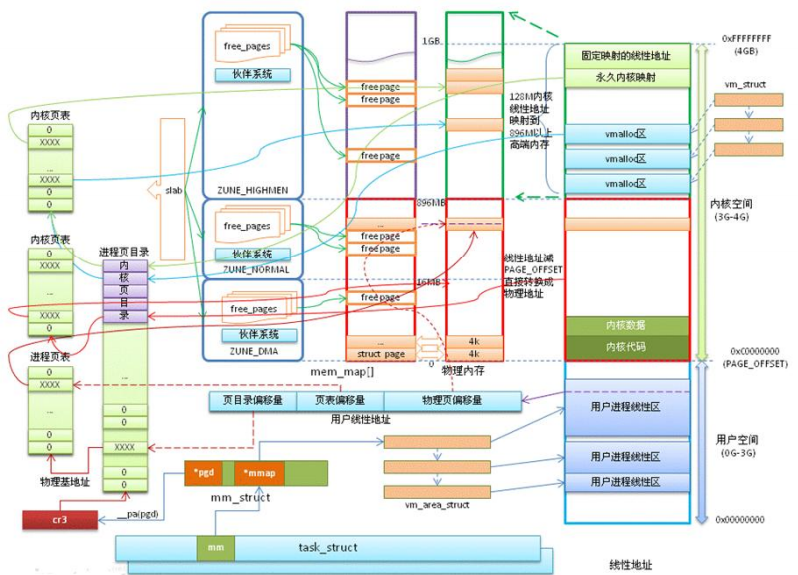 free_pages
伙伴系统
ZUNE_HIGHMEN
free_pages
伙伴系统
ZUNE_NORMAL
free_pages
伙伴系统
ZUNE_DMA
slab
1GB
free page
free page
free page
896MB
...
free page
free page
16MB
free page
...
struct page
0
4k
4k
mem_map[]
物理内存
128M内核
线性地址
映射到
896M以上
高端内存
线性地址减
PAGE_OFFSET
直接转换成
物理地址
固定映射的线性地址
永久内核映射
vmalloc区
vmalloc区
vmalloc区
内核数据
内核代码
用户进程线性区
用户进程线性区
用户进程线性区
0xFFFFFFFF
(4GB)
vm_struct
内核空间
(3G-4G)
0xC0000000
(PAGE_OFFSET)
用户空间
(0G-3G)
0x00000000
线性地址
内核页表
0
XXXX
...
XXXX
0
0
内核页表
0
0
...
XXXX
0
进程页表
0
XXXX
...
0
0
进程页目录
内
核
页
目
录
...
0
0
XXXX
0
0
物理基地址
cr3
__pa(pgd)
页目录偏移量
页表偏移量
物理页偏移量
用户线性地址
*pgd
*mmap
mm_struct
vm_area_struct
mm
task_struct